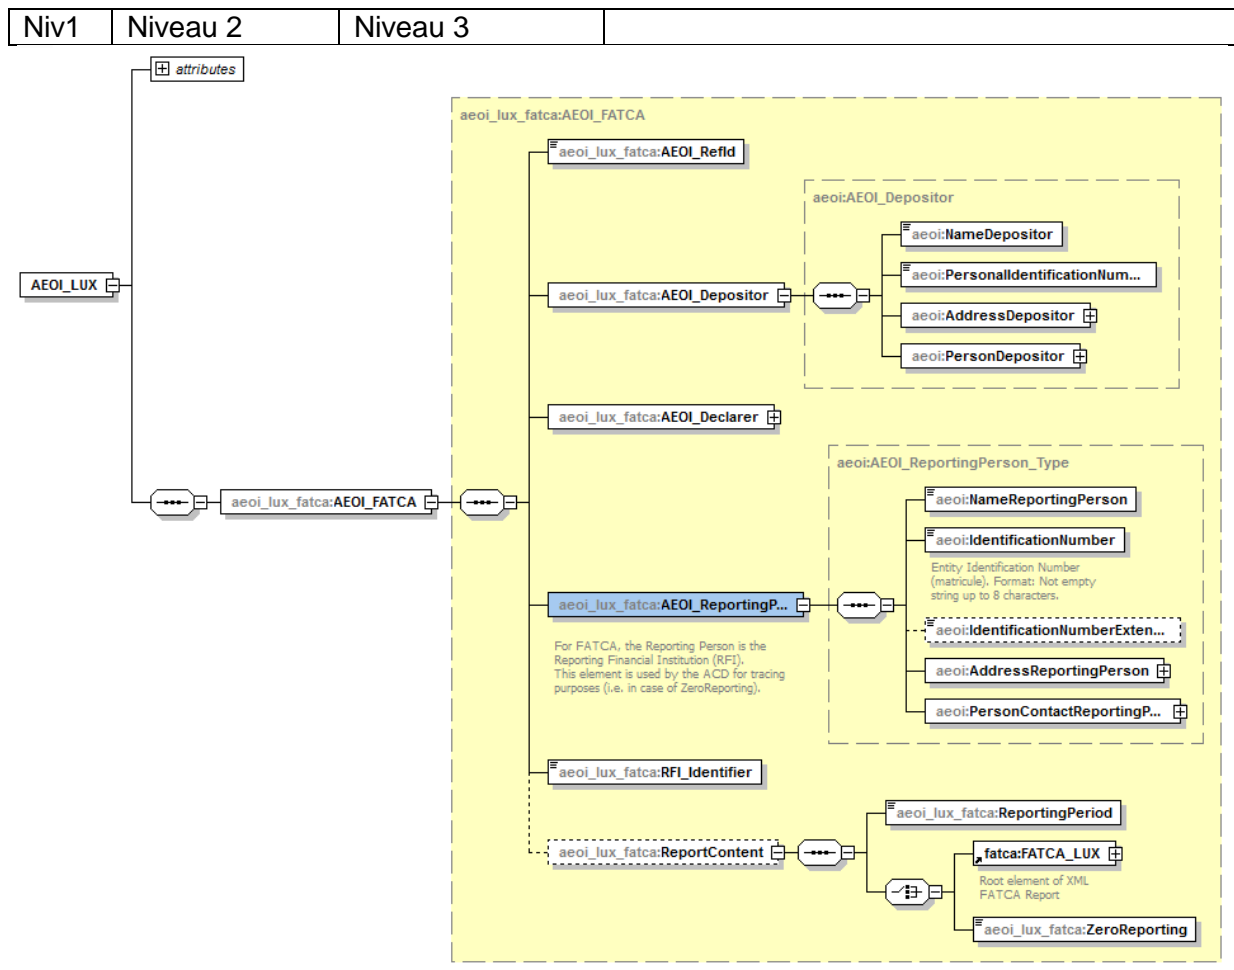 Niv1 Niveau 2 Niveau 3
attributes
aeoi_lux_fatca:AEOI_FATCA
aeoi_lux_fatca:AEOI_RefId
aeoi:AEOI_Depositor
aeoi:NameDepositor
aeoi:PersonalIdentificationNum...
AEOI_LUX
aeoi_lux_fatca:AEOI_Depositor
aeoi:AddressDepositor
aeoi:PersonDepositor
aeoi_lux_fatca:AEOI_Declarer
aeoi:AEOI_ReportingPerson_Type
aeoi_lux_fatca:AEOI_FATCA
aeoi:NameReportingPerson
aeoi:IdentificationNumber
Entity Identification Number
(matricule). Format: Not empty
string up to 8 characters.
aeoi_lux_fatca:AEOI_ReportingP...
For FATCA, the Reporting Person is the
Reporting Financial Institution (RFI).
This element is used by the ACD for tracing
purposes (i.e. in case of ZeroReporting).
aeoi:IdentificationNumberExten...
aeoi:AddressReportingPerson
aeoi:PersonContactReportingP...
aeoi_lux_fatca:RFI_Identifier
aeoi_lux_fatca:ReportingPeriod
aeoi_lux_fatca:ReportContent
fatca:FATCA_LUX
Root element of XML
FATCA Report
aeoi_lux_fatca:ZeroReporting